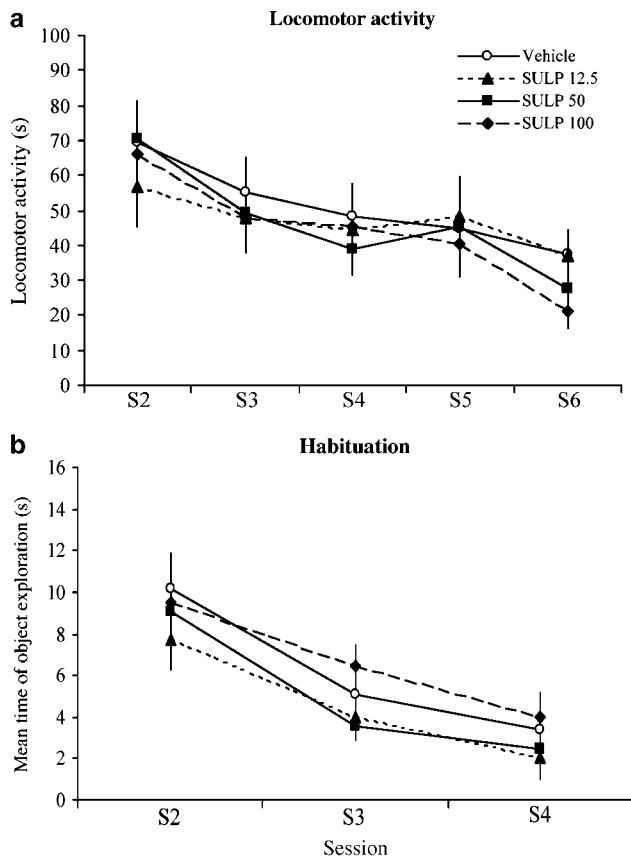 a
Locomotor activity
Locomotor activity (s)
100
90
80
70
60
50
40
30
20
10
0
Vehicle
SULP 12.5
SULP 50
SULP 100
S2 S3 S4 S5 S6
b
Habituation
Mean time of object exploration (s)
16
14
12
10
8
6
4
2
0
S2 S3 S4
Session